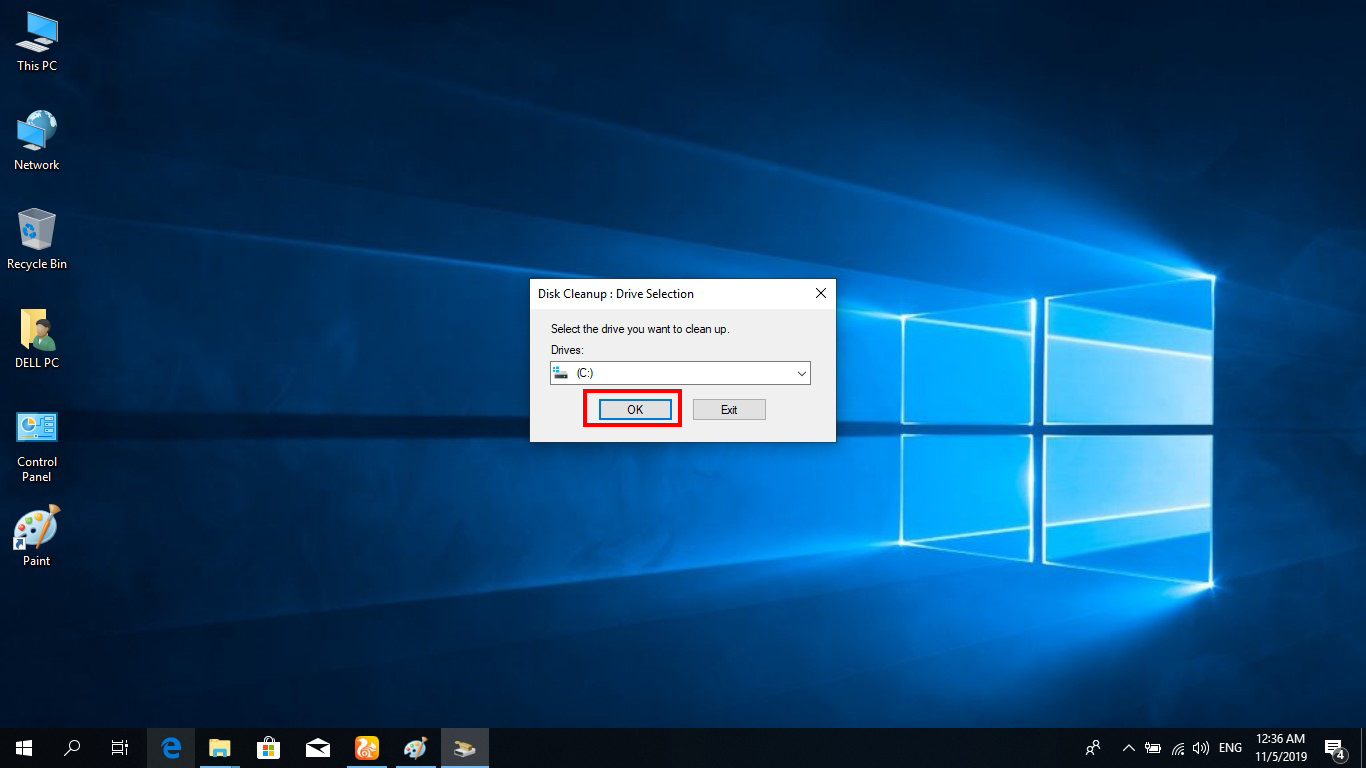 This PC
Network
Recycle Bin
DELL PC
Control
Panel
Paint
Disk Cleanup : Drive Selection
Select the drive you want to clean up.
Drives:
(C:)
OK
Exit
ENG
12:36 AM
11/5/2019
4